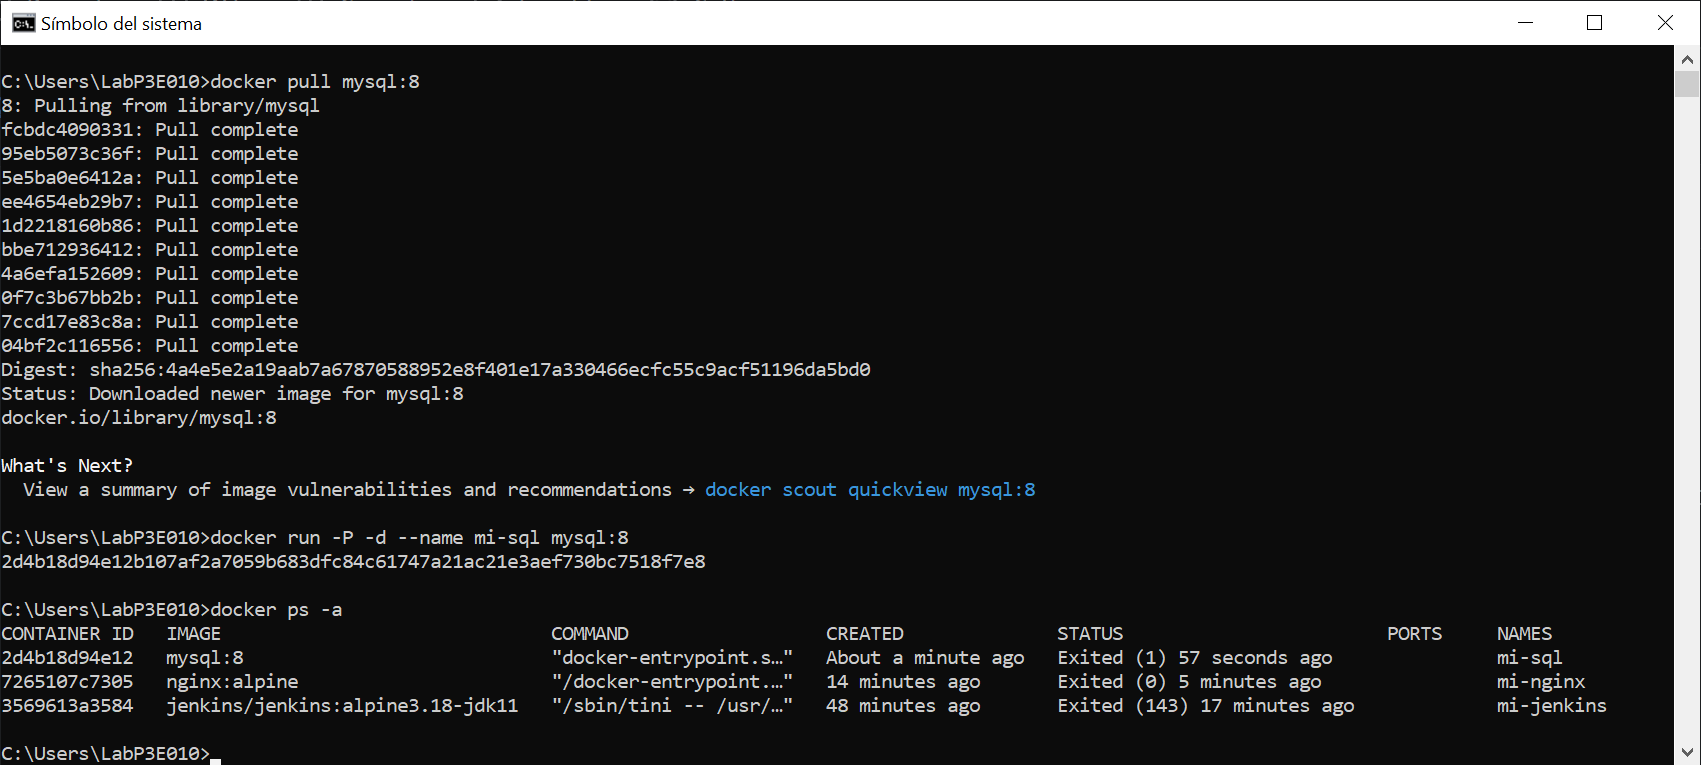 Símbolo del sistema
C:\Users\LabP3E010>docker pull mysql:8
8: Pulling from library/mysql
fcbdc4090331: Pull complete
95eb5073c36f: Pull complete
5e5ba0e6412a: Pull complete
ee4654eb29b7: Pull complete
1d2218160b86: Pull complete
bbe712936412: Pull complete
4a6efa152609: Pull complete
0f7c3b67bb2b: Pull complete
7ccd17e83c8a: Pull complete
04bf2c116556: Pull complete
Digest: sha256:4a4e5e2a19aab7a67870588952e8f401e17a330466ecfc55c9acf51196da5bd0
Status: Downloaded newer image for mysql:8
docker.io/library/mysql:8
What's Next?
  View a summary of image vulnerabilities and recommendations → docker scout quickview mysql:8
C:\Users\LabP3E010>docker run -P -d --name mi-sql mysql:8
2d4b18d94e12b107af2a7059b683dfc84c61747a21ac21e3aef730bc7518f7e8
C:\Users\LabP3E010>docker ps -a
CONTAINER ID   IMAGE                              COMMAND                  CREATED              STATUS                        PORTS     NAMES
2d4b18d94e12   mysql:8                            "docker-entrypoint.s…"   About a minute ago   Exited (1) 57 seconds ago               mi-sql
7265107c7305   nginx:alpine                       "/docker-entrypoint.…"   14 minutes ago       Exited (0) 5 minutes ago                mi-nginx
3569613a3584   jenkins/jenkins:alpine3.18-jdk11   "/sbin/tini -- /usr/…"   48 minutes ago       Exited (143) 17 minutes ago             mi-jenkins
C:\Users\LabP3E010>